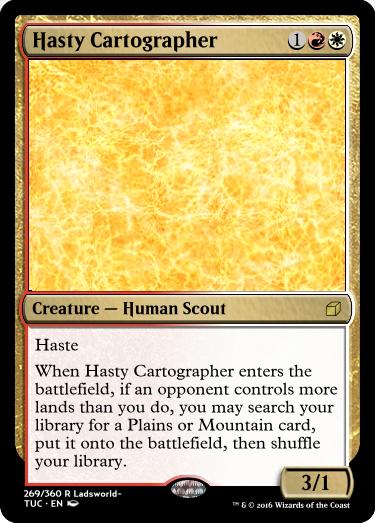 Hasty Cartographer 1
Creature — Human Scout
Haste
When Hasty Cartographer enters the
battlefield, if an opponent controls more
lands than you do, you may search your
library for a Plains or Mountain card,
put it onto the battlefield, then shuffle
your library.
3/1
269/360 R Ladsworld-
TUC · EN
™ & © 2016 Wizards of the Coast